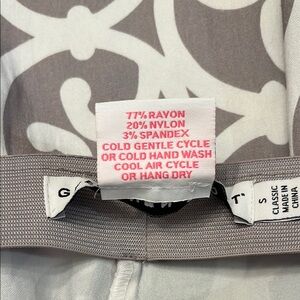 77% RAYON
20% NYLON
3% SPANDEX
COLD GENTLE CYCLE
OR COLD HAND WASH
COOL AIR CYCLE
OR HANG DRY
S
CLASSIC
MADE IN
CHINA